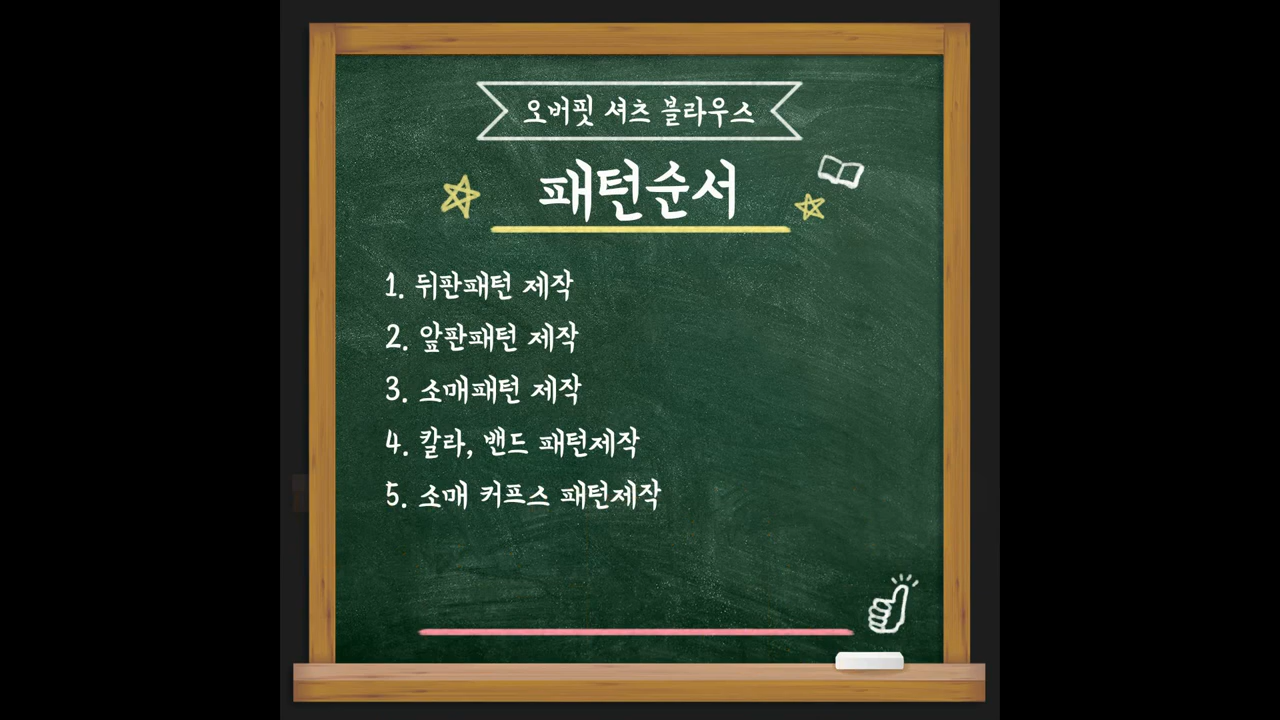 오버핏 셔츠 블라우스
패턴순서
1. 뒤판패턴 제작
2. 앞판패턴 제작
3. 소매패턴 제작
4. 칼라, 밴드 패턴제작
5. 소매 커프스 패턴제작